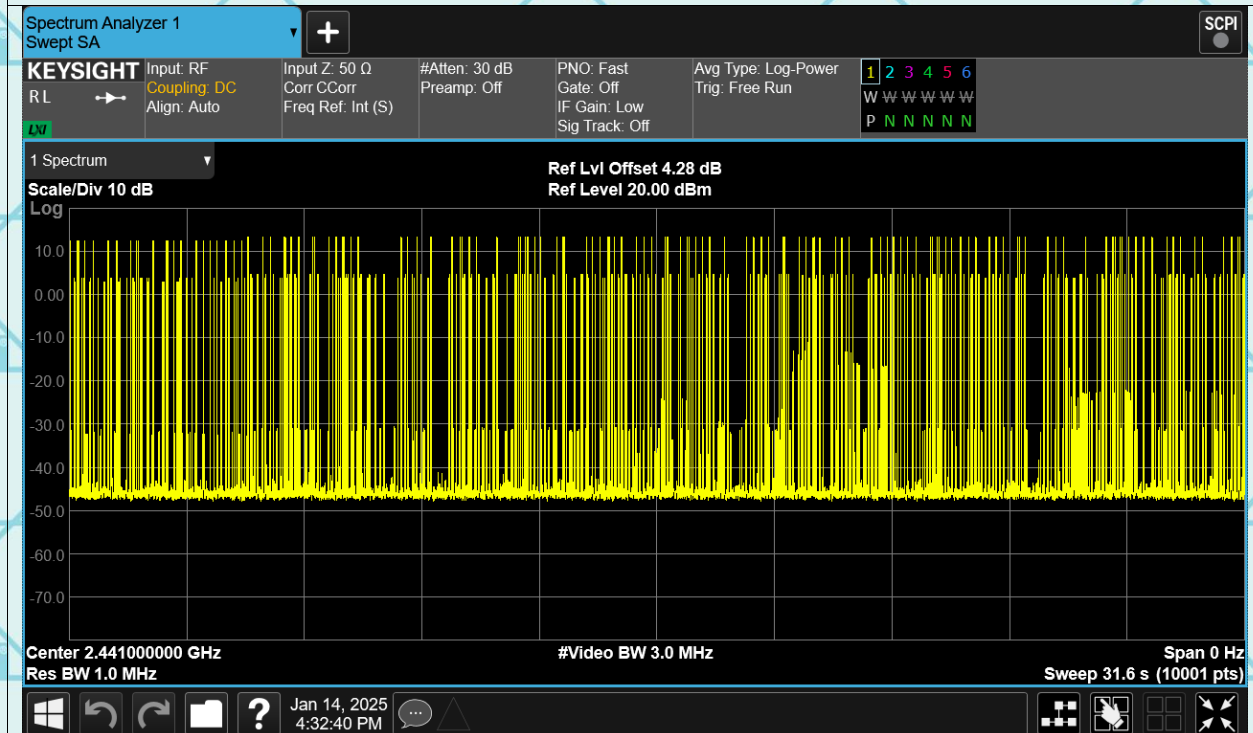 Spectrum Analyzer 1
Swept SA
+
SCPI
KEYSIGHT
R L
LXI
Input: RF
Coupling: DC
Align: Auto
Input Z: 50 Ω
Corr CCorr
Freq Ref: Int (S)
#Atten: 30 dB
Preamp: Off
PNO: Fast
Gate: Off
IF Gain: Low
Sig Track: Off
Avg Type: Log-Power
Trig: Free Run
1 2 3 4 5 6
W W W W W W
P N N N N N
1 Spectrum
Scale/Div 10 dB
Ref Lvl Offset 4.28 dB
Ref Level 20.00 dBm
Log
10.0
0.00
-10.0
-20.0
-30.0
-40.0
-50.0
-60.0
-70.0
Center 2.441000000 GHz
#Video BW 3.0 MHz
Span 0 Hz
Res BW 1.0 MHz
Sweep 31.6 s (10001 pts)
?
Jan 14, 2025
4:32:40 PM